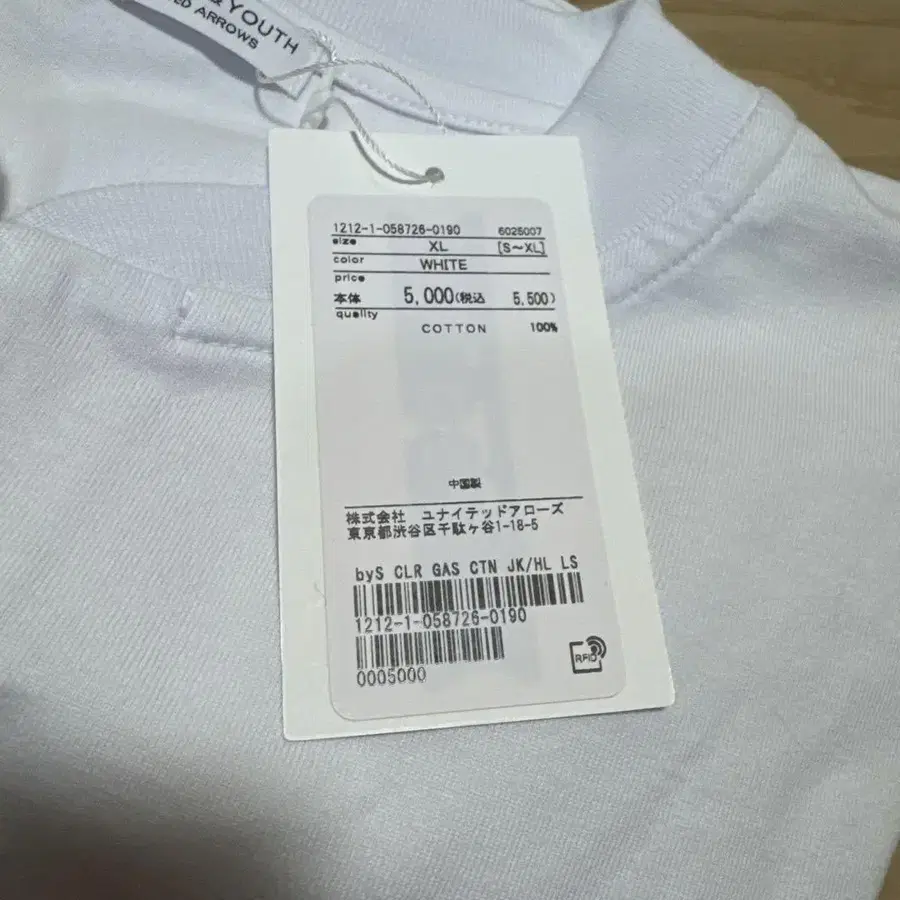 &YOUTH
ED ARROWS
1212-1-058726-0190 6025007
size XL [S~XL]
color WHITE
price
本体 5,000(税込 5,500)
quality
COTTON 100%
中国製
株式会社 ユナイテッドアローズ
東京都渋谷区千駄ヶ谷1-18-5
byS CLR GAS CTN JK/HL LS
1212-1-058726-0190
0005000
RFID